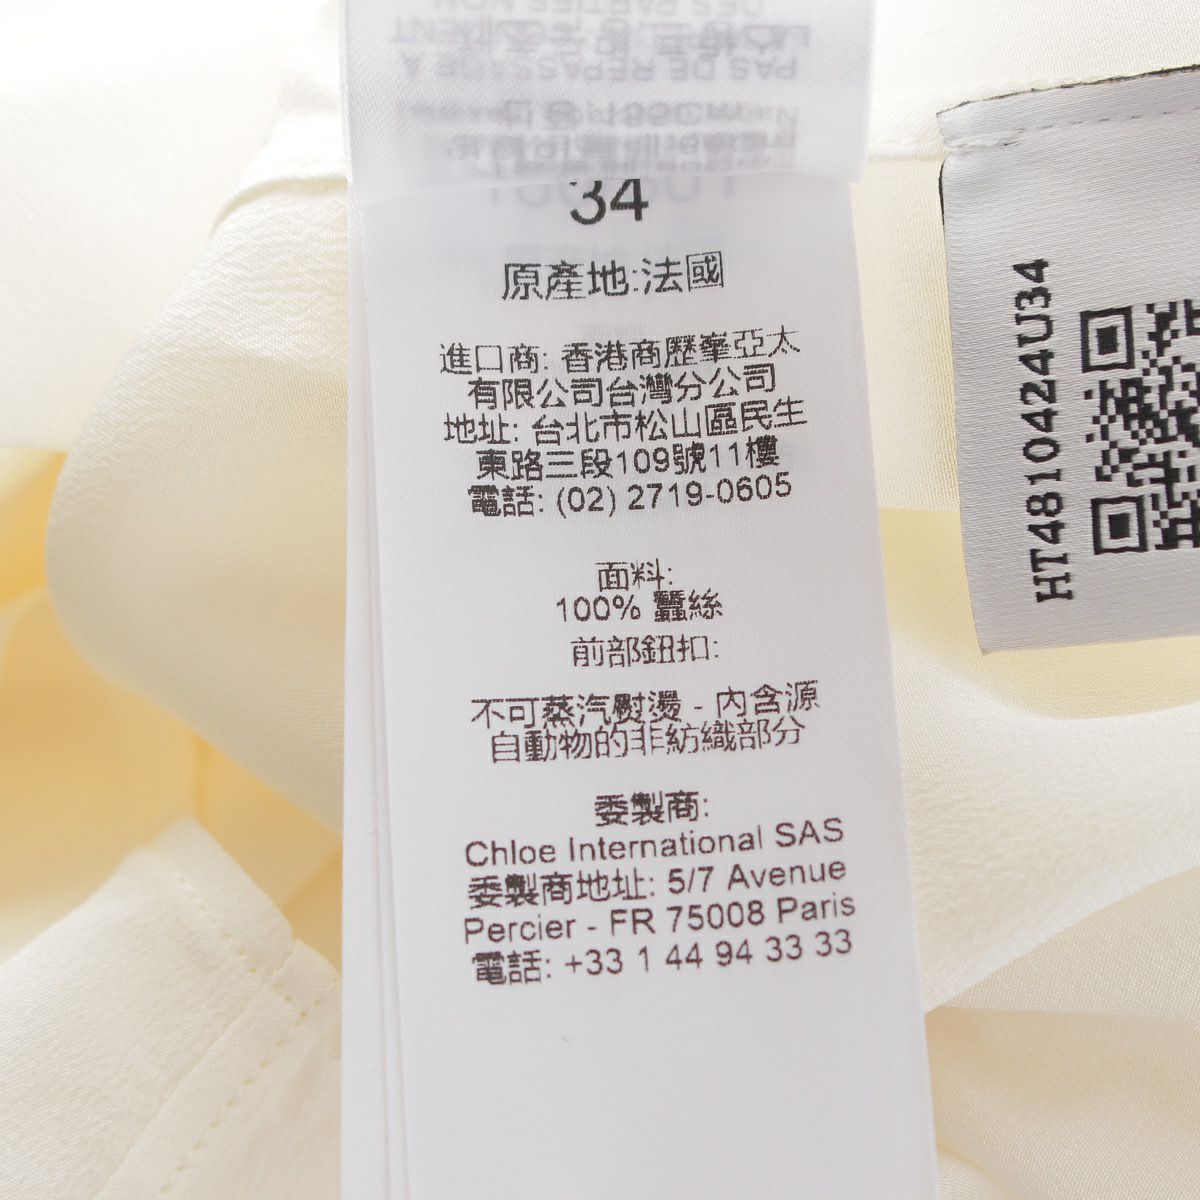 34
原產地:法國
進口商: 香港商歷峯亞太
有限公司台灣分公司
地址: 台北市松山區民生
東路三段109號11樓
電話: (02) 2719-0605
面料:
100% 蠶絲
前部鈕扣:
不可蒸汽熨燙 - 內含源
自動物的非紡織部分
委製商:
Chloe International SAS
委製商地址: 5/7 Avenue
Percier - FR 75008 Paris
電話: +33 1 44 94 33 33
HT4810424U34